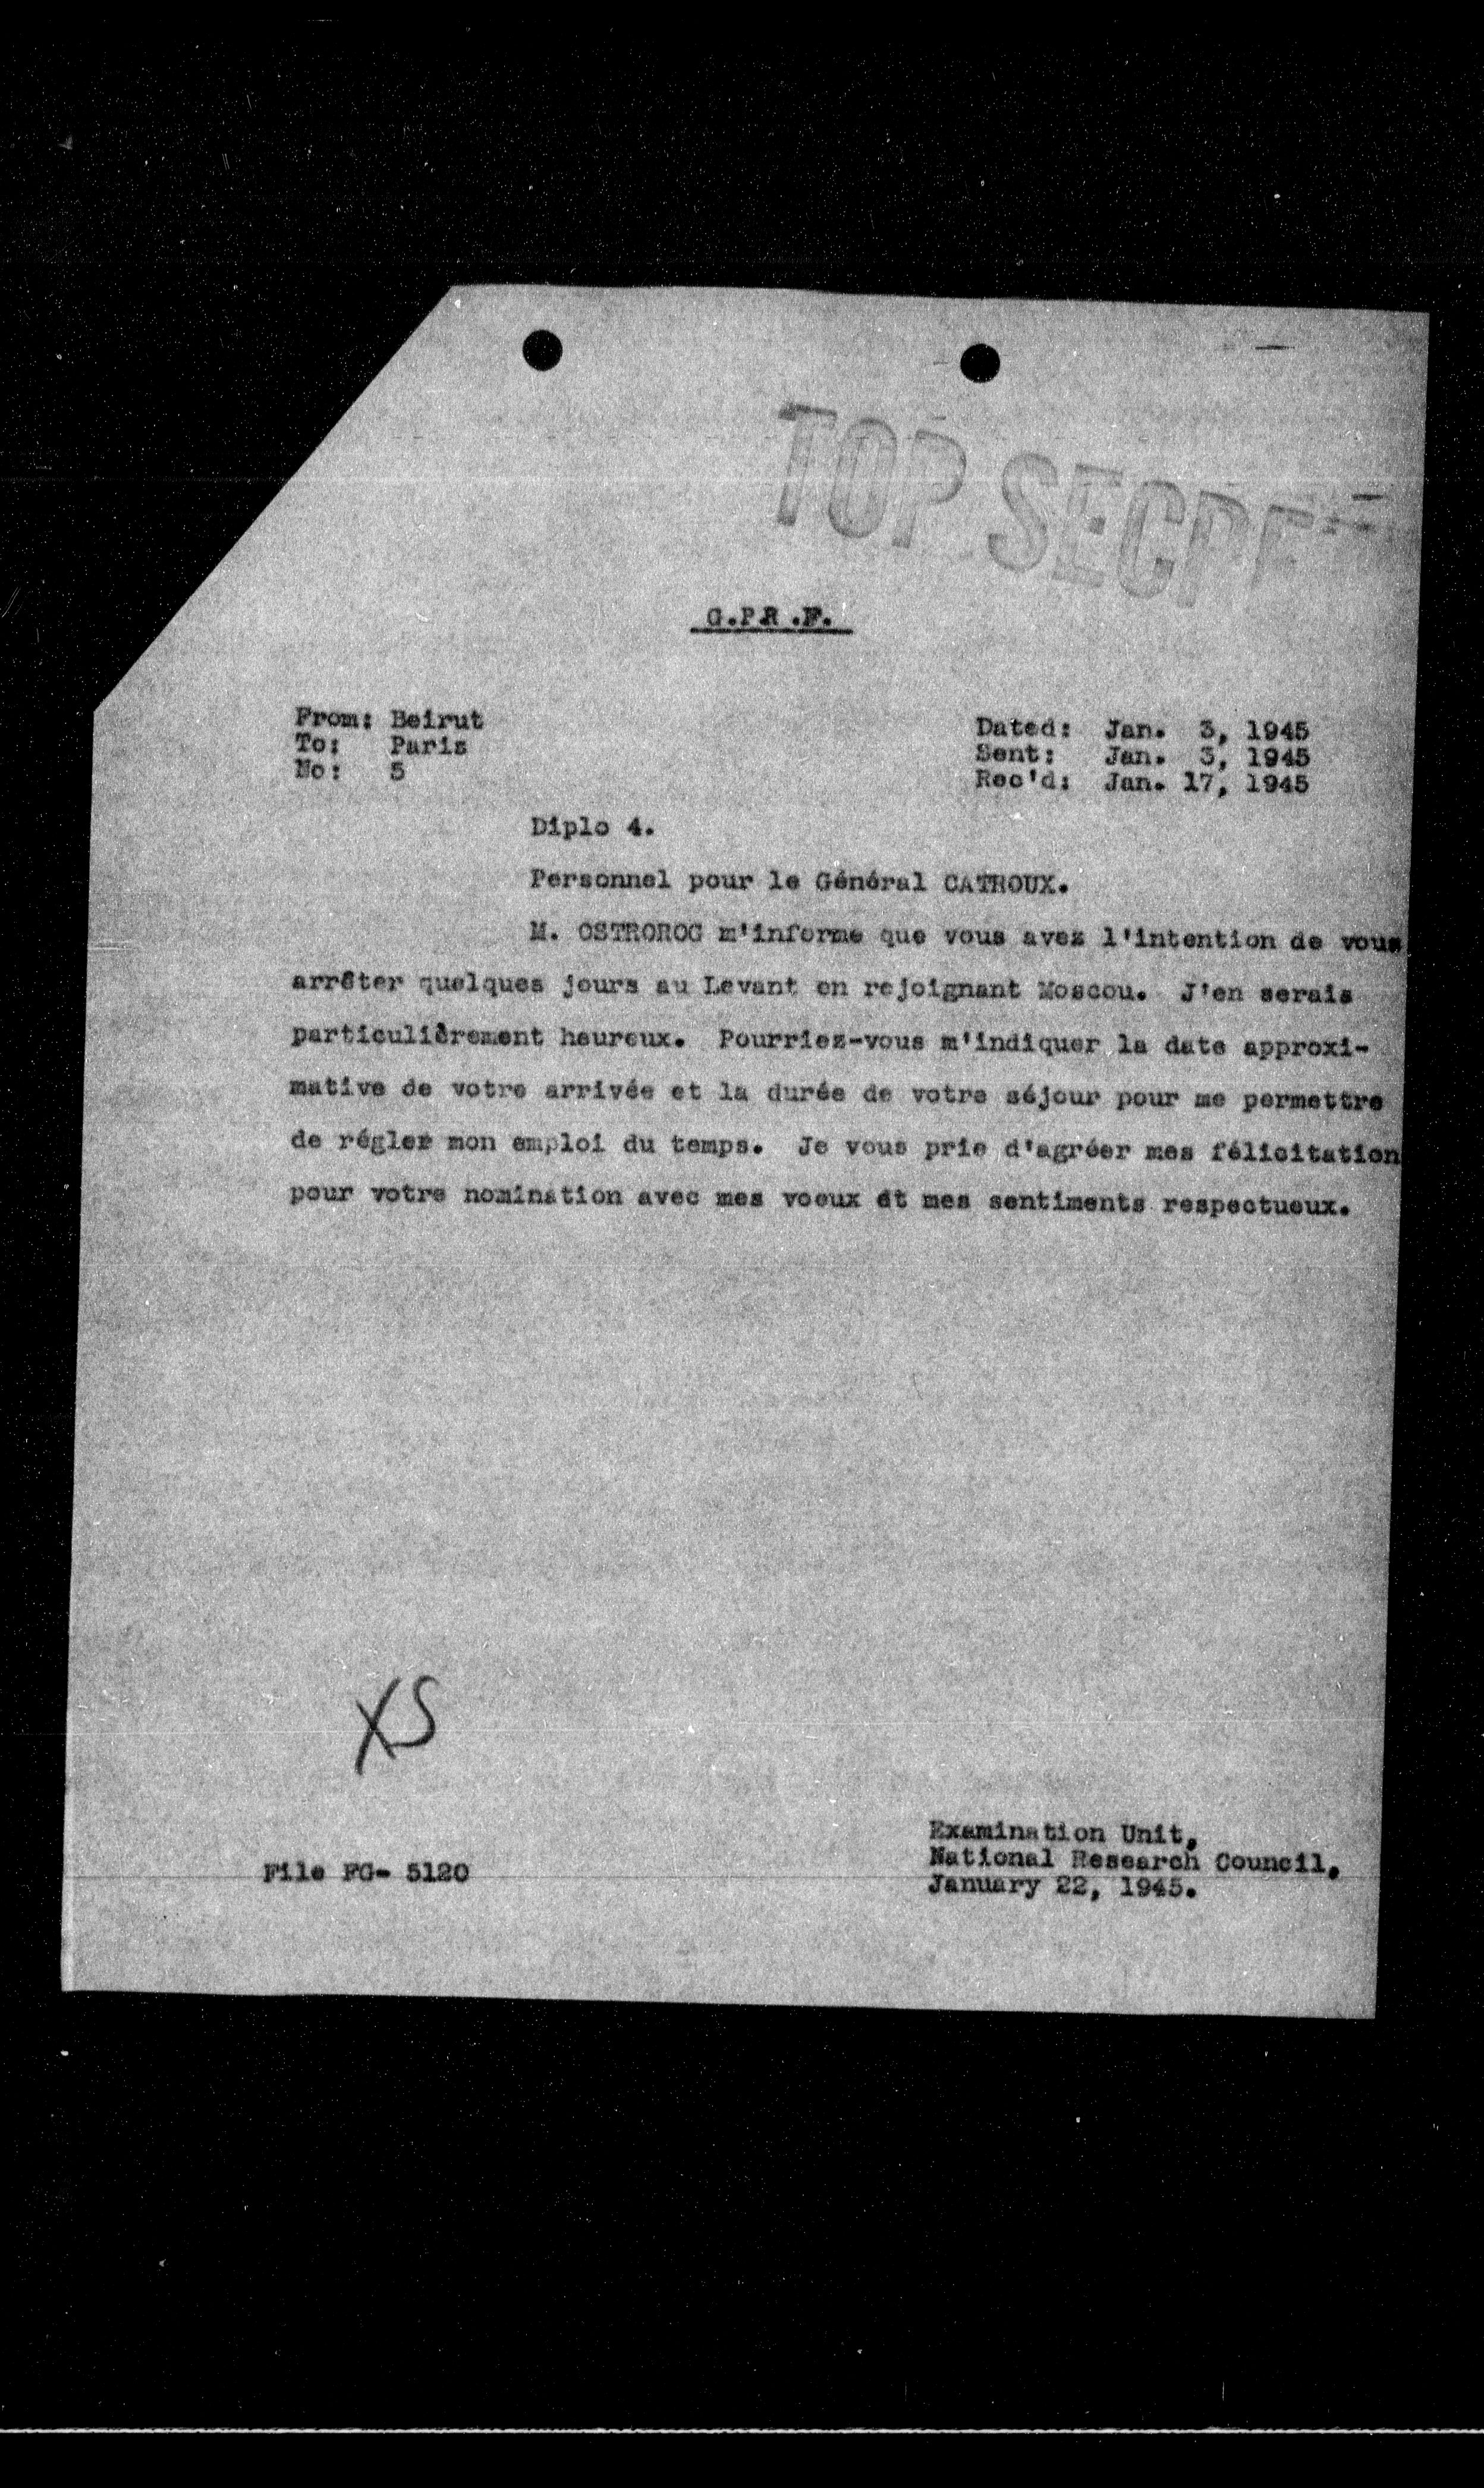 TOP SECRET
G.P.R.F.
From: Beirut
To: Paris
No: 5
Dated: Jan. 3, 1945
Sent: Jan. 3, 1945
Rec'd: Jan. 17, 1945
Diplo 4.
Personnel pour le Général CATROUX.
M. OSTROROG m'informe que vous avez l'intention de vous
arrêter quelques jours au Levant en rejoignant Moscou. J'en serais
particulièrement heureux. Pourriez-vous m'indiquer la date approxi-
mative de votre arrivée et la durée de votre séjour pour me permettre
de régler mon emploi du temps. Je vous prie d'agréer mes félicitation
pour votre nomination avec mes voeux et mes sentiments respectueux.
XS
File FG- 5120
Examination Unit,
National Research Council,
January 22, 1945.